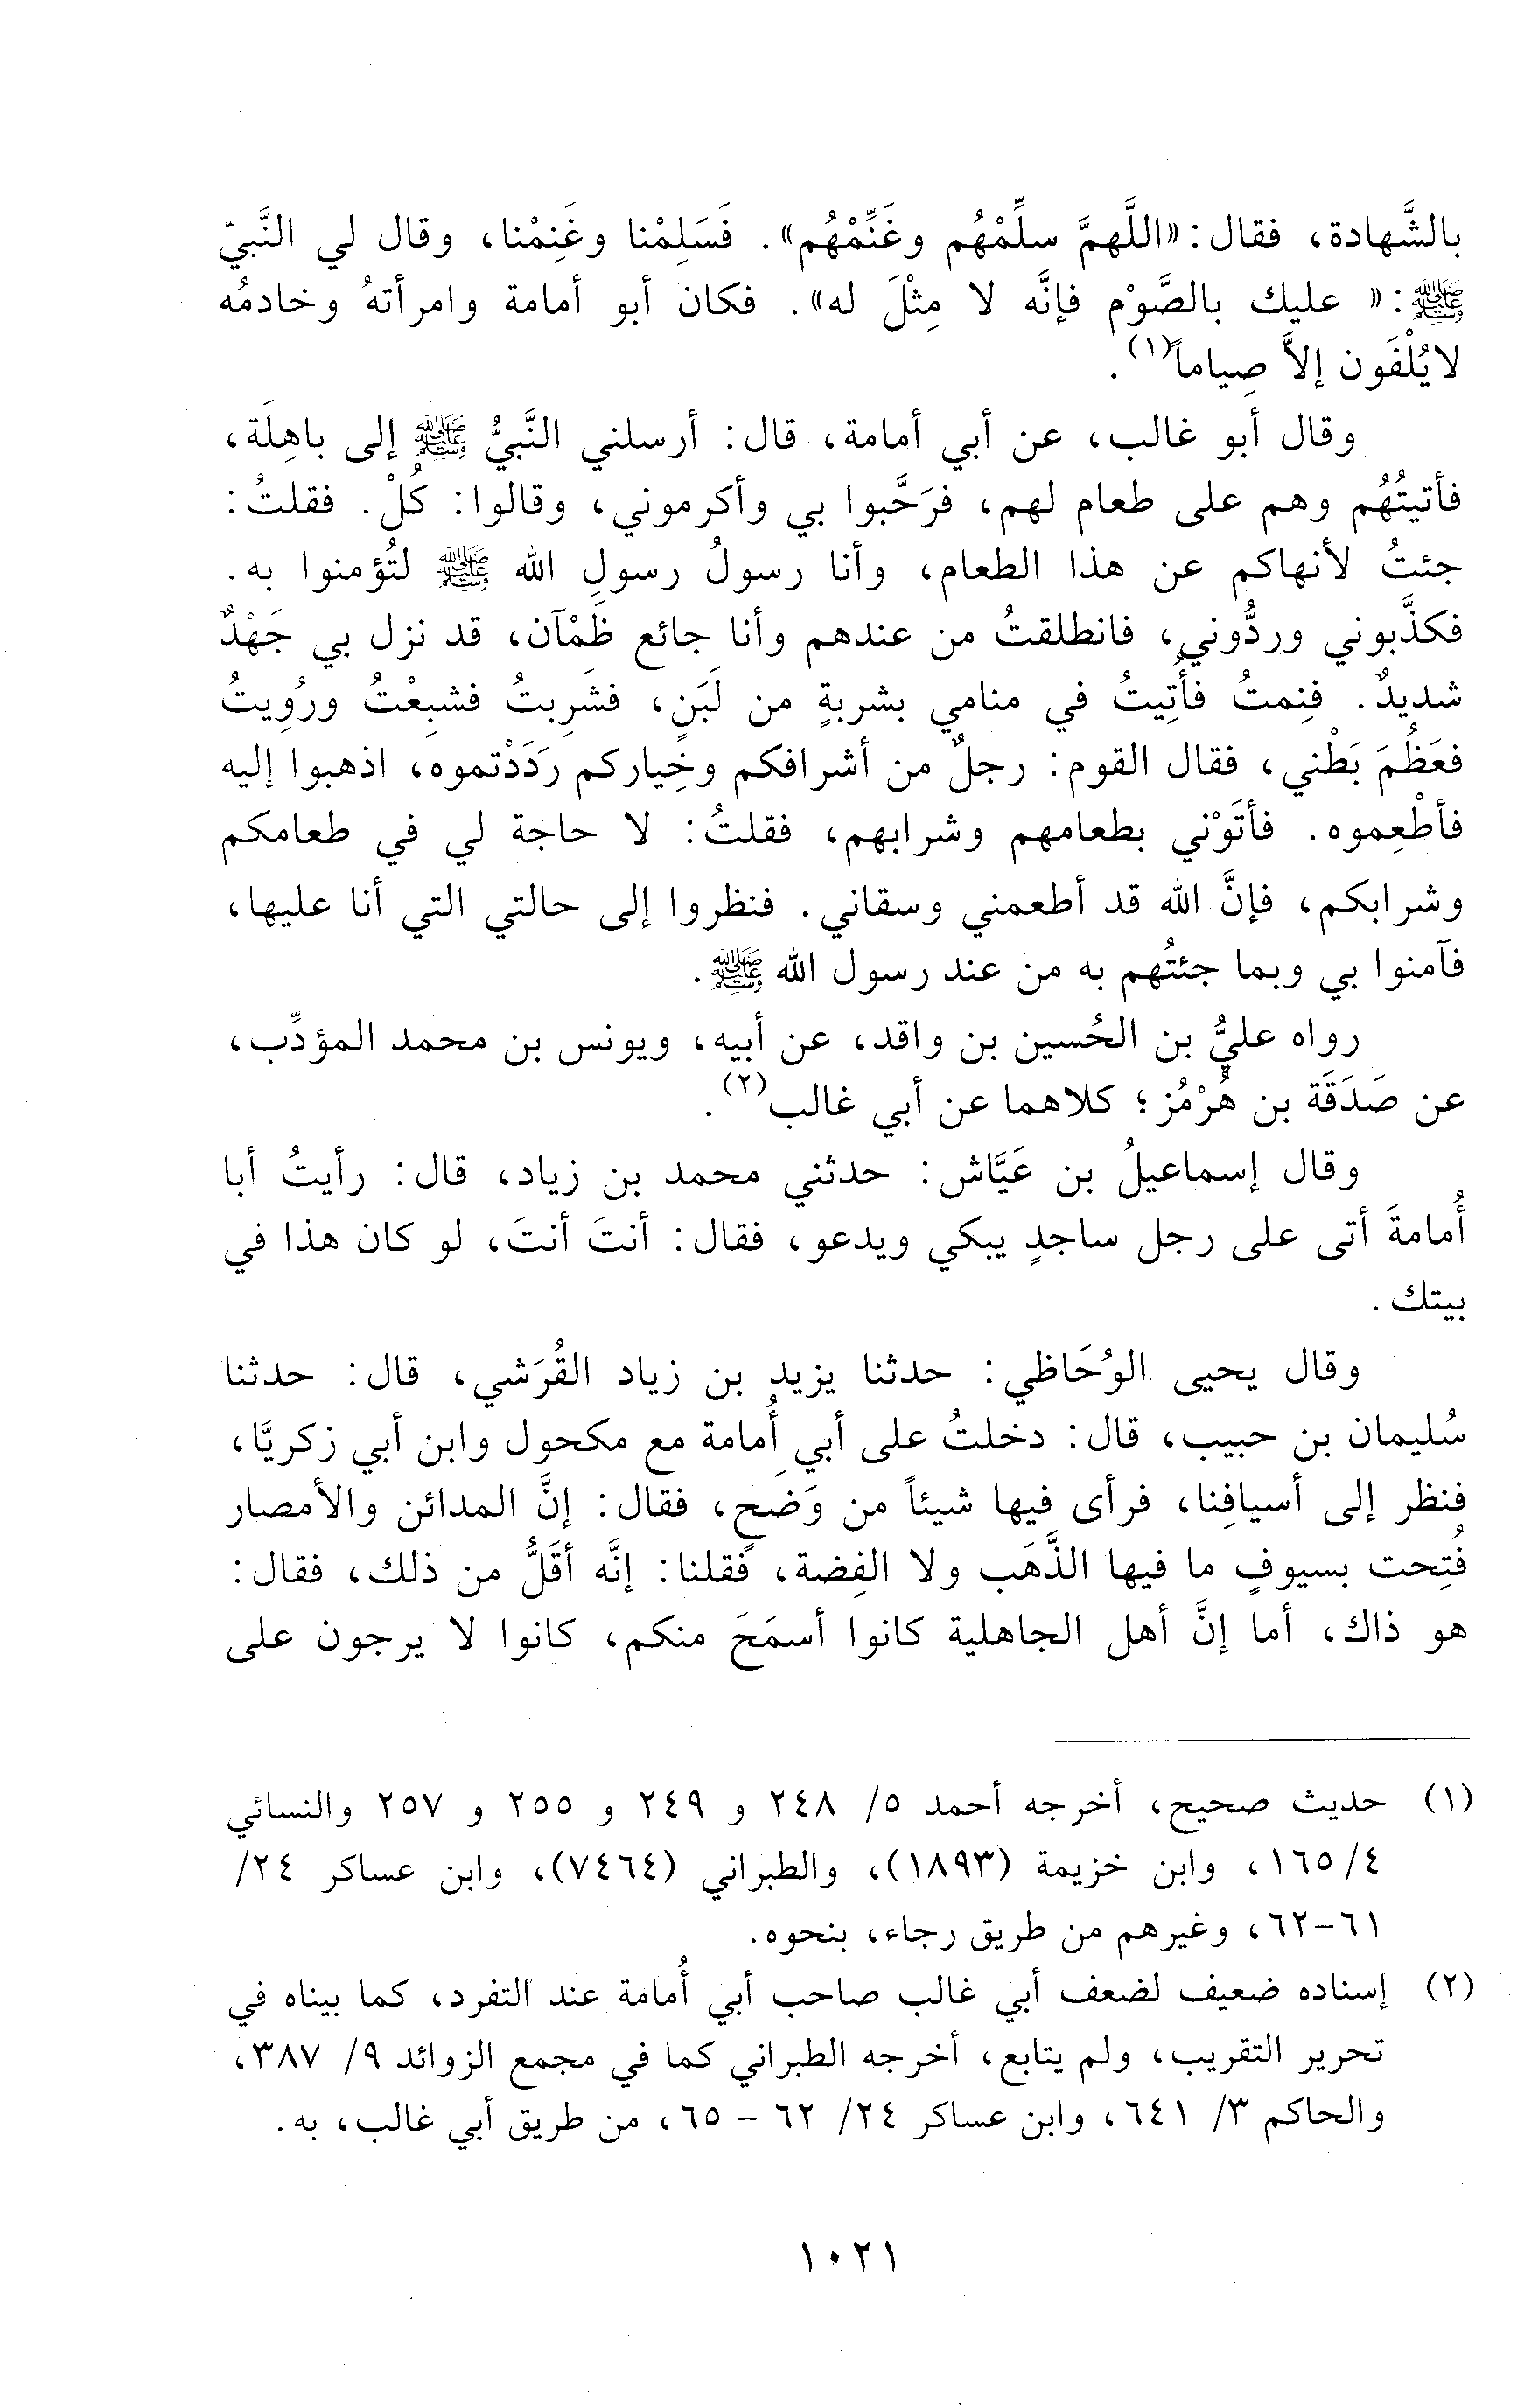 بالشَّهادة، فقال: «اللَّهمَّ سلِّمْهُم وغَنِّمْهُم». فَسَلِمْنا وغَنِمْنا، وقال لي النَّبيّ
ﷺ: « عليك بالصَّوْم فإنَّه لا مِثْلَ له». فكان أبو أمامة وامرأتهُ وخادمُه
لايُلْفَون إلاَّ صِياماً(١).
وقال أبو غالب، عن أبي أمامة، قال: أرسلني النَّبيُّ ﷺ إلى باهِلَة،
فأتيتُهُم وهم على طعام لهم، فرَحَّبوا بي وأكرموني، وقالوا: كُلْ. فقلتُ:
جئتُ لأنهاكم عن هذا الطعام، وأنا رسولُ رسولِ الله ﷺ لتُؤمنوا به.
فكذَّبوني وردُّوني، فانطلقتُ من عندهم وأنا جائع ظَمْآن، قد نزل بي جَهْدٌ
شديدٌ. فنِمتُ فأُتِيتُ في منامي بشربةٍ من لَبَنٍ، فشَرِبتُ فشبِعْتُ ورُوِيتُ
فعَظُمَ بَطْني، فقال القوم: رجلٌ من أشرافكم وخِياركم رَدَدْتموه، اذهبوا إليه
فأطْعِموه. فأتَوْني بطعامهم وشرابهم، فقلتُ: لا حاجة لي في طعامكم
وشرابكم، فإنَّ الله قد أطعمني وسقاني. فنظروا إلى حالتي التي أنا عليها،
فآمنوا بي وبما جئتُهم به من عند رسول الله ﷺ.
رواه عليُّ بن الحُسين بن واقد، عن أبيه، ويونس بن محمد المؤدِّب،
عن صَدَقَة بن هُرْمُز؛ كلاهما عن أبي غالب(٢).
وقال إسماعيلُ بن عَيَّاش: حدثني محمد بن زياد، قال: رأيتُ أبا
أُمامةَ أتى على رجل ساجدٍ يبكي ويدعو، فقال: أنتَ أنتَ، لو كان هذا في
بيتك.
وقال يحيى الوُحَاظي: حدثنا يزيد بن زياد القُرَشي، قال: حدثنا
سُليمان بن حبيب، قال: دخلتُ على أبي أُمامة مع مكحول وابن أبي زكريَّا،
فنظر إلى أسيافِنا، فرأى فيها شيئاً من وَضَحٍ، فقال: إنَّ المدائن والأمصار
فُتِحت بسيوفٍ ما فيها الذَّهَب ولا الفِضة، فقلنا: إنَّه أقَلُّ من ذلك، فقال:
هو ذاك، أما إنَّ أهل الجاهلية كانوا أسمَحَ منكم، كانوا لا يرجون على
(١) حديث صحيح، أخرجه أحمد ٥/ ٢٤٨ و ٢٤٩ و ٢٥٥ و ٢٥٧ والنسائي
٤/ ١٦٥، وابن خزيمة (١٨٩٣)، والطبراني (٧٤٦٤)، وابن عساكر ٢٤/
٦١-٦٢، وغيرهم من طريق رجاء، بنحوه.
(٢) إسناده ضعيف لضعف أبي غالب صاحب أبي أُمامة عند التفرد، كما بيناه في
تحرير التقريب، ولم يتابع، أخرجه الطبراني كما في مجمع الزوائد ٩/ ٣٨٧،
والحاكم ٣/ ٦٤١، وابن عساكر ٢٤/ ٦٢ - ٦٥، من طريق أبي غالب، به.
١٠٢١